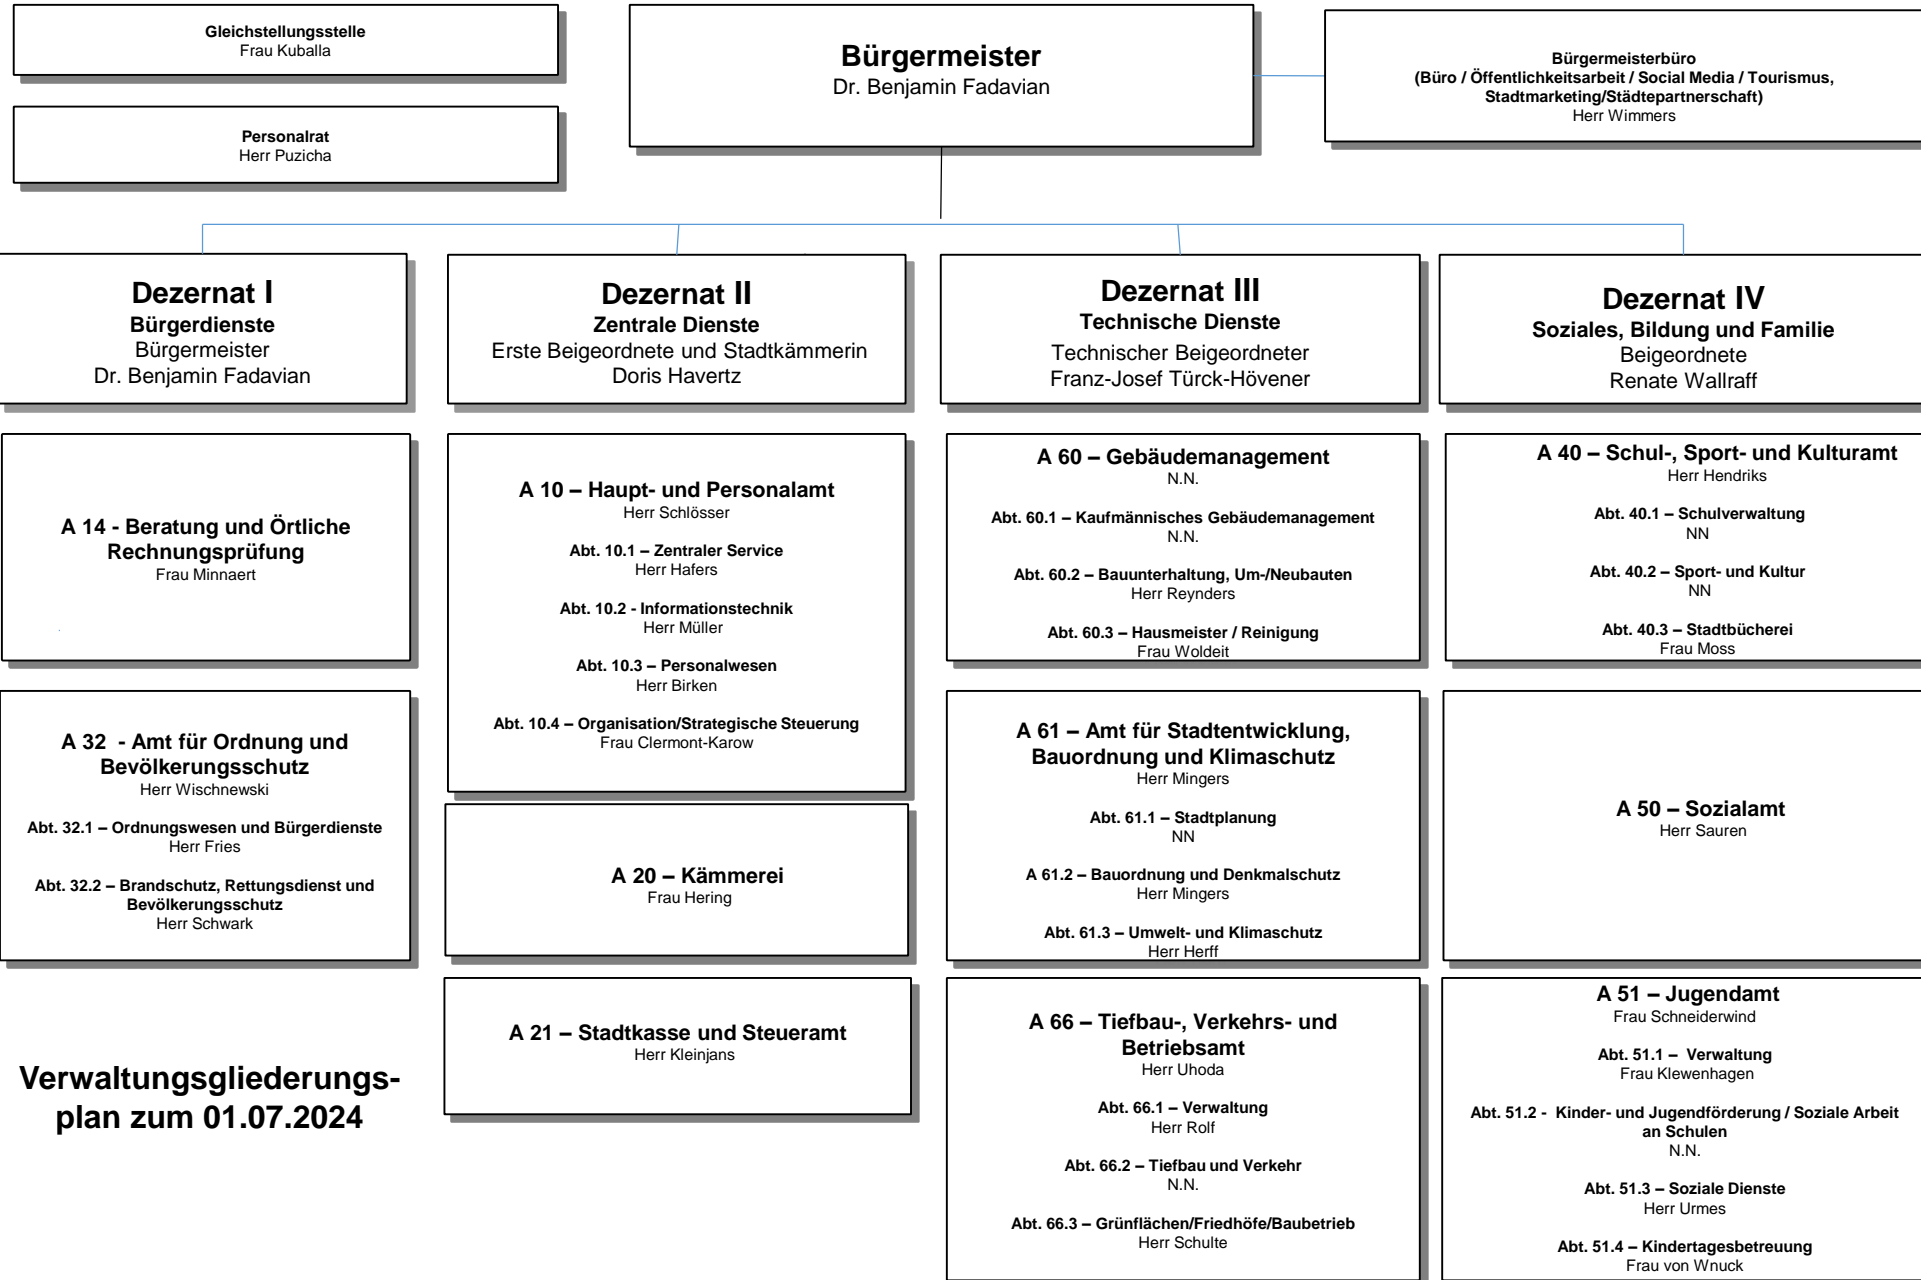 Gleichstellungsstelle
Frau Kuballa
Personalrat
Herr Puzicha
Bürgermeister
Dr. Benjamin Fadavian
Bürgermeisterbüro
(Büro / Öffentlichkeitsarbeit / Social Media / Tourismus,
Stadtmarketing/Städtepartnerschaft)
Herr Wimmers
Dezernat I
Bürgerdienste
Bürgermeister
Dr. Benjamin Fadavian
Dezernat II
Zentrale Dienste
Erste Beigeordnete und Stadtkämmerin
Doris Havertz
Dezernat III
Technische Dienste
Technischer Beigeordneter
Franz-Josef Türck-Hövener
Dezernat IV
Soziales, Bildung und Familie
Beigeordnete
Renate Wallraff
A 14 - Beratung und Örtliche
Rechnungsprüfung
Frau Minnaert
A 32 - Amt für Ordnung und
Bevölkerungsschutz
Herr Wischnewski
Abt. 32.1 – Ordnungswesen und Bürgerdienste
Herr Fries
Abt. 32.2 – Brandschutz, Rettungsdienst und
Bevölkerungsschutz
Herr Schwark
Verwaltungsgliederungs-
plan zum 01.07.2024
A 10 – Haupt- und Personalamt
Herr Schlösser
Abt. 10.1 – Zentraler Service
Herr Hafers
Abt. 10.2 - Informationstechnik
Herr Müller
Abt. 10.3 – Personalwesen
Herr Birken
Abt. 10.4 – Organisation/Strategische Steuerung
Frau Clermont-Karow
A 20 – Kämmerei
Frau Hering
A 21 – Stadtkasse und Steueramt
Herr Kleinjans
A 60 – Gebäudemanagement
N.N.
Abt. 60.1 – Kaufmännisches Gebäudemanagement
N.N.
Abt. 60.2 – Bauunterhaltung, Um-/Neubauten
Herr Reynders
Abt. 60.3 – Hausmeister / Reinigung
Frau Woldeit
A 61 – Amt für Stadtentwicklung,
Bauordnung und Klimaschutz
Herr Mingers
Abt. 61.1 – Stadtplanung
NN
A 61.2 – Bauordnung und Denkmalschutz
Herr Mingers
Abt. 61.3 – Umwelt- und Klimaschutz
Herr Herff
A 66 – Tiefbau-, Verkehrs- und
Betriebsamt
Herr Uhoda
Abt. 66.1 – Verwaltung
Herr Rolf
Abt. 66.2 – Tiefbau und Verkehr
N.N.
Abt. 66.3 – Grünflächen/Friedhöfe/Baubetrieb
Herr Schulte
A 40 – Schul-, Sport- und Kulturamt
Herr Hendriks
Abt. 40.1 – Schulverwaltung
NN
Abt. 40.2 – Sport- und Kultur
NN
Abt. 40.3 – Stadtbücherei
Frau Moss
A 50 – Sozialamt
Herr Sauren
A 51 – Jugendamt
Frau Schneiderwind
Abt. 51.1 – Verwaltung
Frau Klewenhagen
Abt. 51.2 - Kinder- und Jugendförderung / Soziale Arbeit
an Schulen
N.N.
Abt. 51.3 – Soziale Dienste
Herr Urmes
Abt. 51.4 – Kindertagesbetreuung
Frau von Wnuck